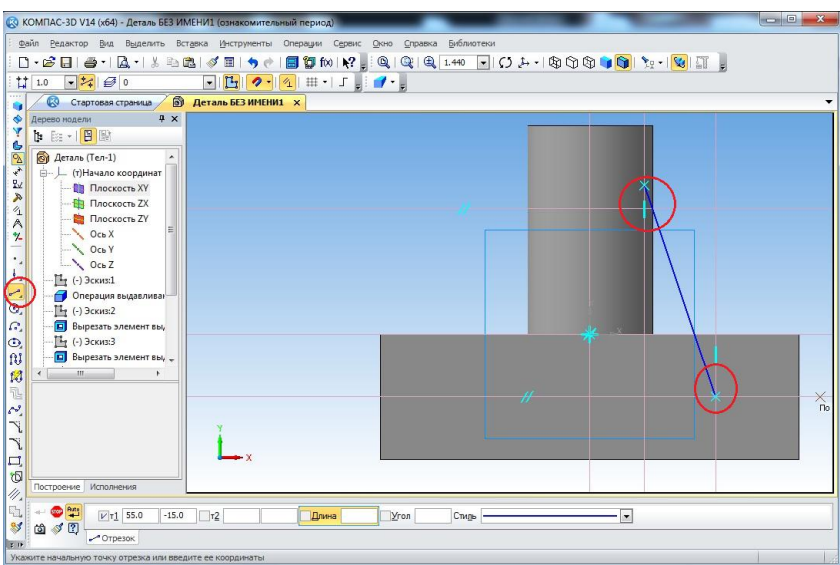 КОМПАС-3D V14 (x64) - Деталь БЕЗ ИМЕНИ1 (ознакомительный период)
Файл Редактор Вид Выделить Вставка Инструменты Операции Сервис Окно Справка Библиотеки
f(x) 1.440
1.0 0
Стартовая страница Деталь БЕЗ ИМЕНИ1
Дерево модели
Деталь (Тел-1)
(т)Начало координат
Плоскость XY
Плоскость ZX
Плоскость ZY
Ось X
Ось Y
Ось Z
(-) Эскиз:1
Операция выдавливан
(-) Эскиз:2
Вырезать элемент выд
(-) Эскиз:3
Вырезать элемент выд
По
Y
X
Построение Исполнения
STOP Auto т1 55.0 -15.0 т2 Длина Угол Стиль
Отрезок
Укажите начальную точку отрезка или введите ее координаты